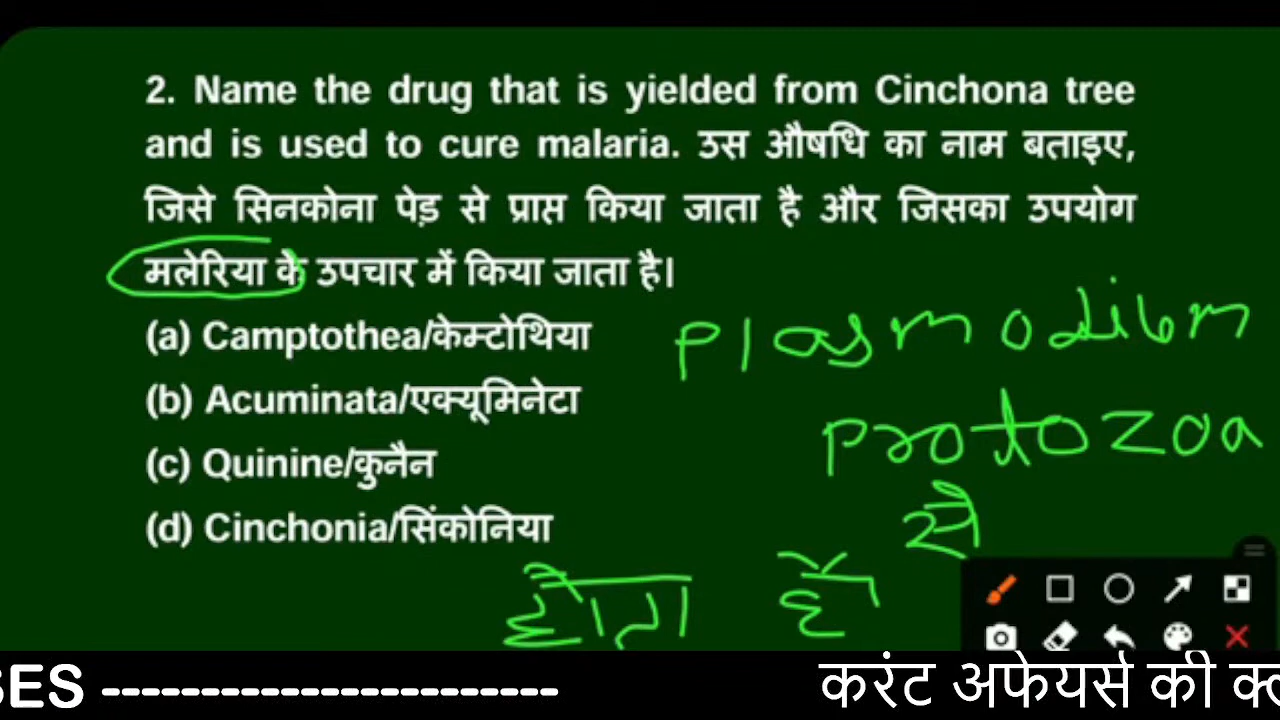 2. Name the drug that is yielded from Cinchona tree
and is used to cure malaria. उस औषधि का नाम बताइए,
जिसे सिनकोना पेड़ से प्राप्त किया जाता है और जिसका उपयोग
मलेरिया के उपचार में किया जाता है।
(a) Camptothea/केम्टोथिया
(b) Acuminata/एक्यूमिनेटा
(c) Quinine/कुनैन
(d) Cinchonia/सिंकोनिया
Plasmodium
Protozoa
से
होता है
SES ------------------------ करंट अफेयर्स की क्ल